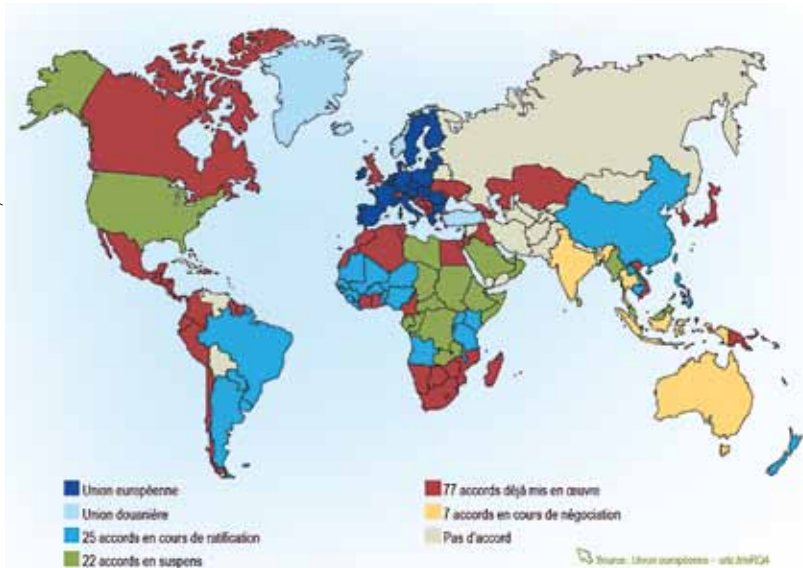 Union européenne
Union douanière
25 accords en cours de ratification
22 accords en suspens
77 accords déjà mis en œuvre
7 accords en cours de négociation
Pas d'accord
Source : Union européenne -